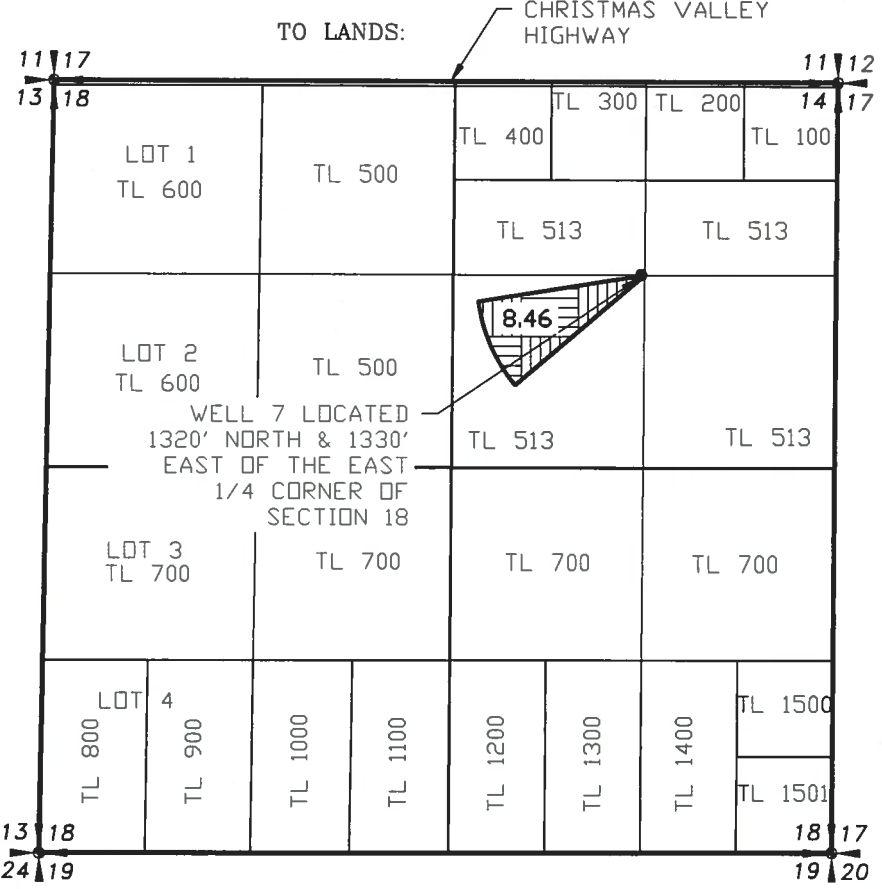 CHRISTMAS VALLEY
HIGHWAY
TO LANDS:
11 17
13 18
11 12
14 17
TL 300
TL 200
TL 400
TL 100
LOT 1
TL 600
TL 500
TL 513
TL 513
8.46
LOT 2
TL 600
TL 500
WELL 7 LOCATED
1320' NORTH & 1330'
EAST OF THE EAST
1/4 CORNER OF
SECTION 18
TL 513
TL 513
LOT 3
TL 700
TL 700
TL 700
TL 700
LOT 4
TL 800
TL 900
TL 1000
TL 1100
TL 1200
TL 1300
TL 1400
TL 1500
TL 1501
13 18
24 19
18 17
19 20